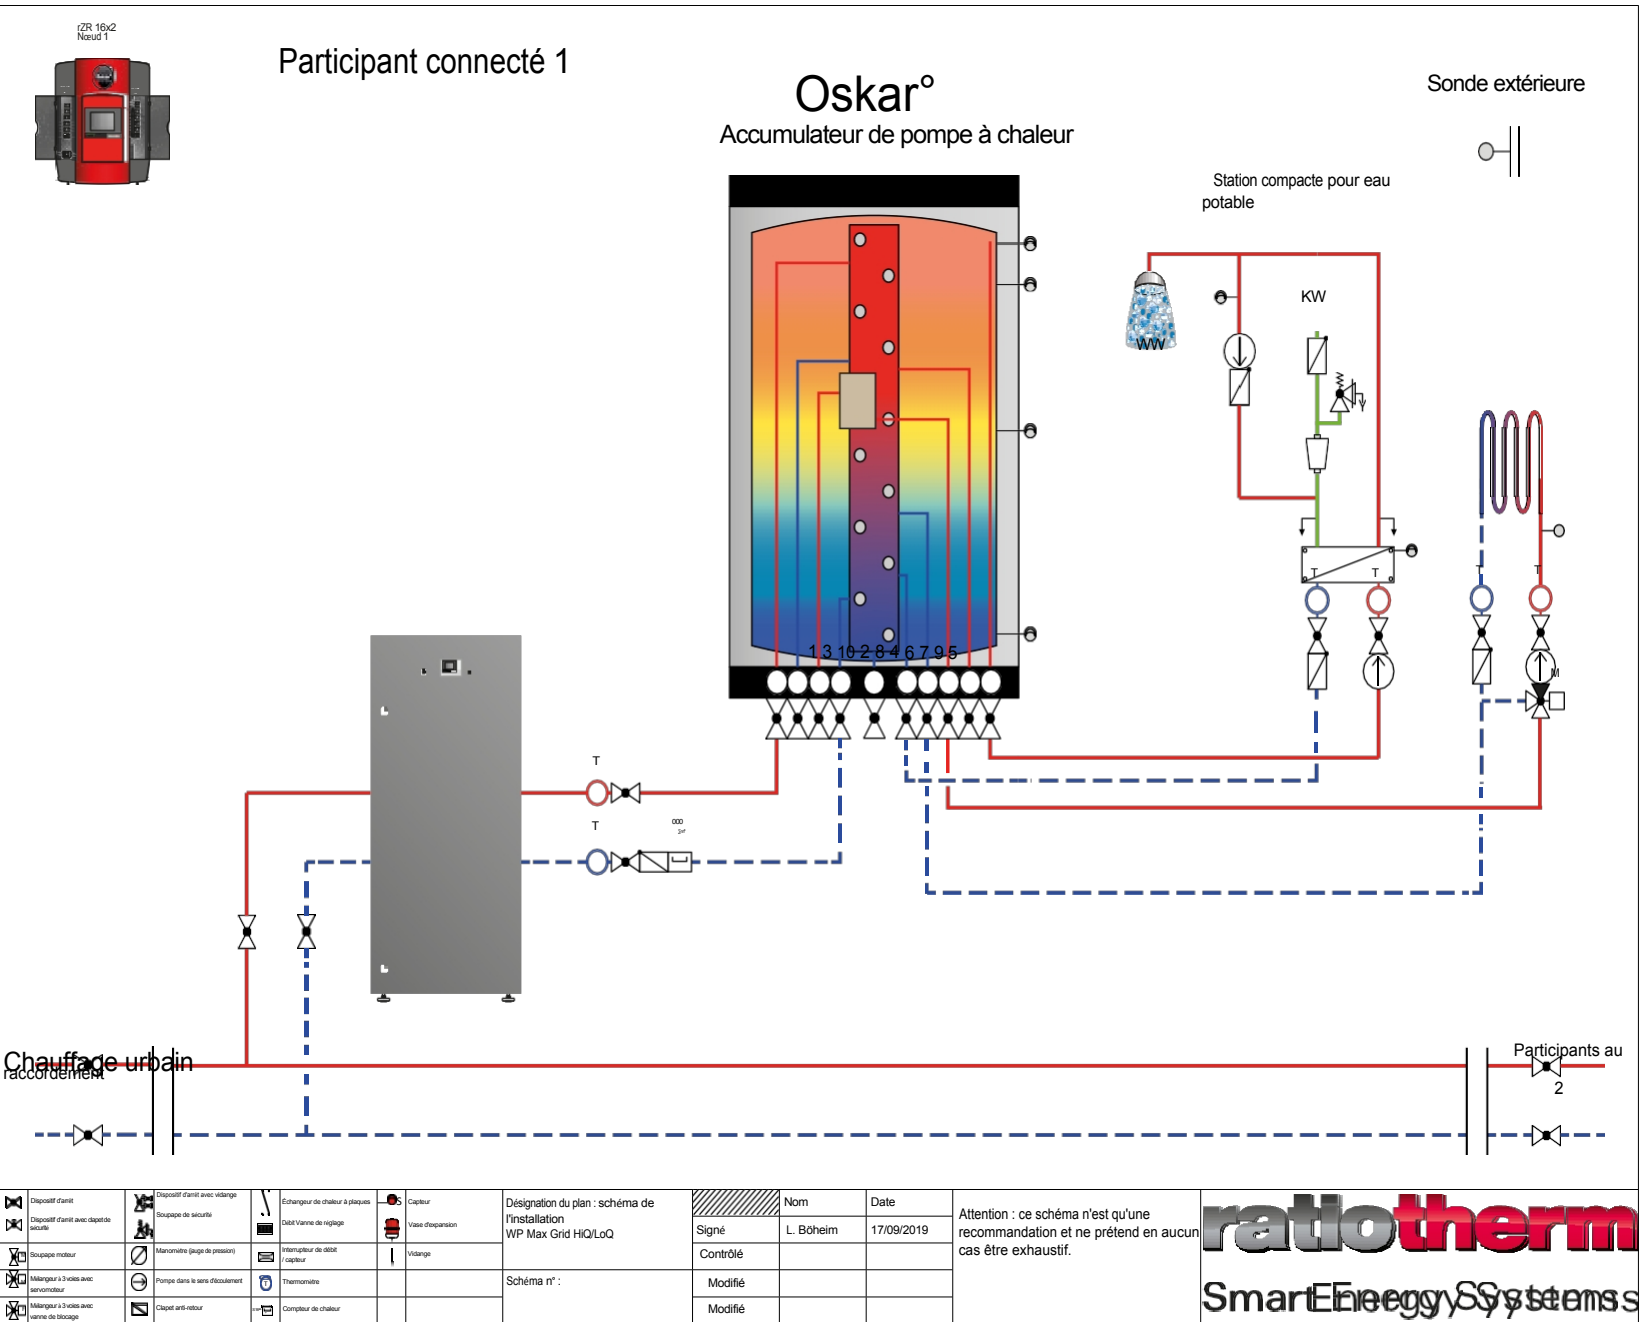 rZR 16x2
Nœud 1
Participant connecté 1
Oskar°
Accumulateur de pompe à chaleur
Sonde extérieure
Station compacte pour eau
potable
KW
WW
T T
T T
M
1 3 10 2 8 4 6 7 9 5
T
T
000
Chauffage urbain
raccordement
Participants au
2
Dispositif d'arrêt
Dispositif d'arrêt avec clapet de
sécurité
Soupape moteur
Mélangeur à 3 voies avec
servomoteur
Mélangeur à 3 voies avec
vanne de blocage
Dispositif d'arrêt avec vidange
Soupape de sécurité
Manomètre (jauge de pression)
Pompe dans le sens d'écoulement
Clapet anti-retour
Échangeur de chaleur à plaques
Débit Vanne de réglage
Interrupteur de débit
/ capteur
Thermomètre
Compteur de chaleur
S
Capteur
Vase d'expansion
Vidange
Désignation du plan : schéma de
l'installation
WP Max Grid HiQ/LoQ
Schéma n° :
Nom
Date
Signé
L. Böheim
17/09/2019
Contrôlé
Modifié
Modifié
Attention : ce schéma n'est qu'une
recommandation et ne prétend en aucun
cas être exhaustif.
ratiotherm
Smart Energy Systems